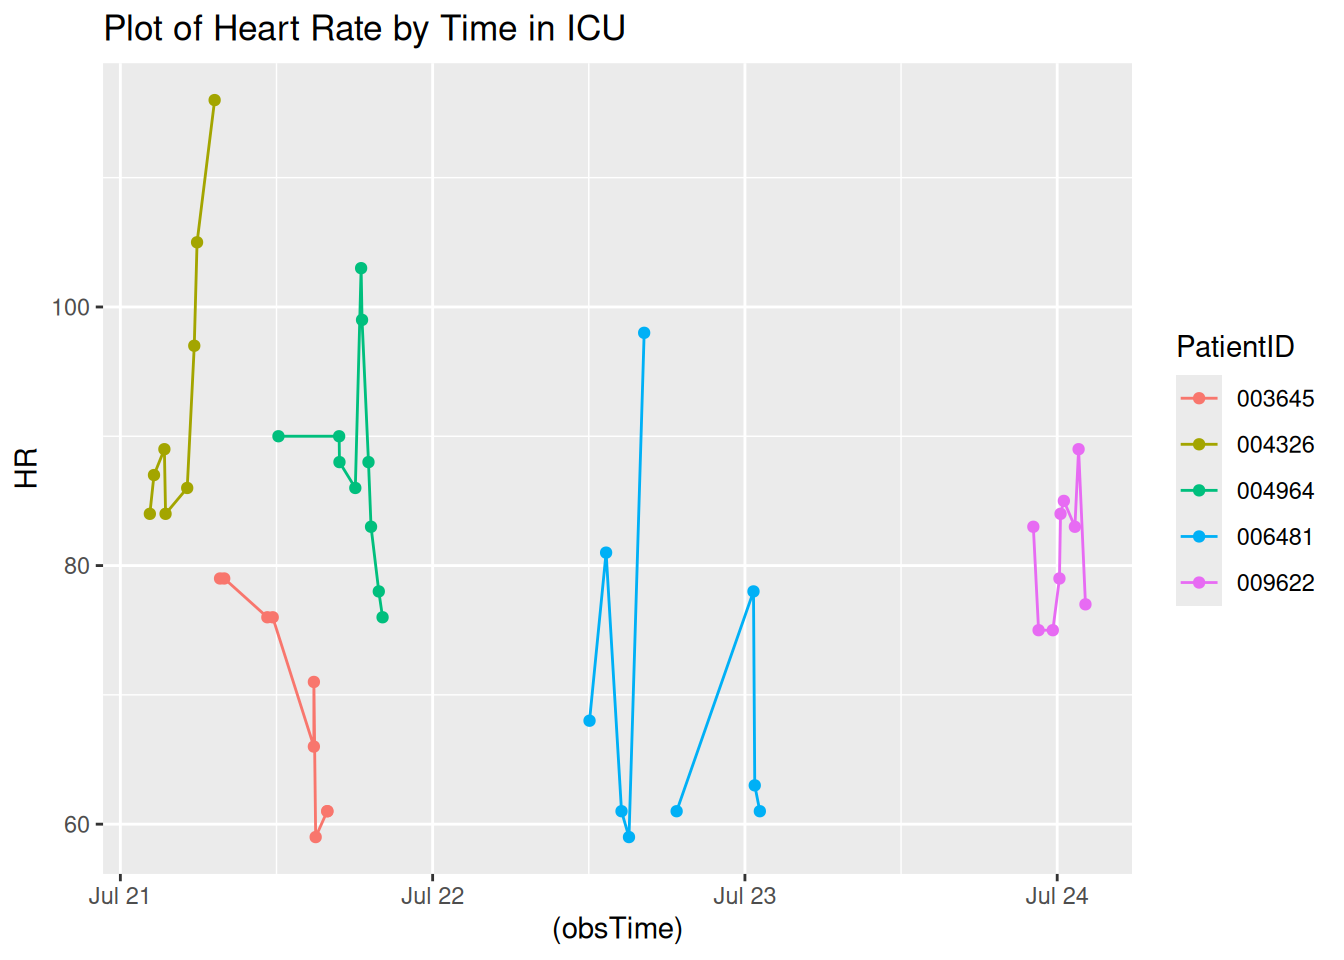 Plot of Heart Rate by Time in ICU
HR
100
80
60
Jul 21
Jul 22
Jul 23
Jul 24
(obsTime)
PatientID
003645
004326
004964
006481
009622